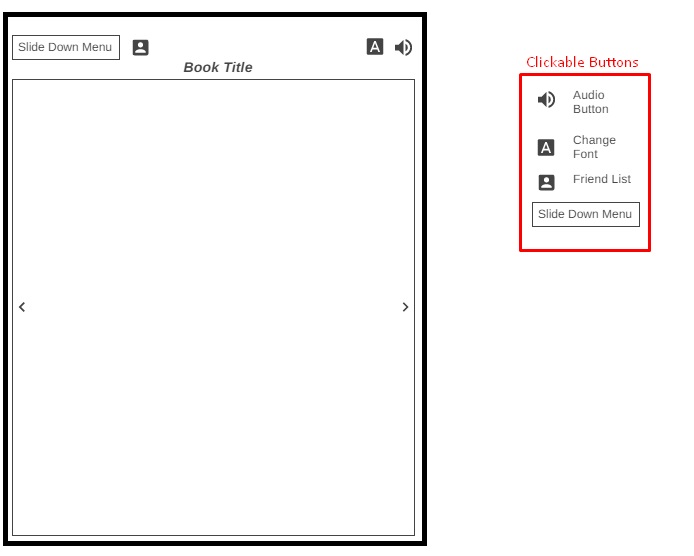 Slide Down Menu
A
Book Title
Clickable Buttons
Audio
Button
A
Change
Font
Friend List
Slide Down Menu